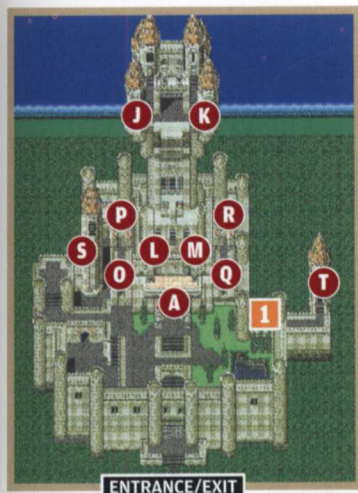 J K
P R
S L M
O Q T
A
1
ENTRANCE/EXIT